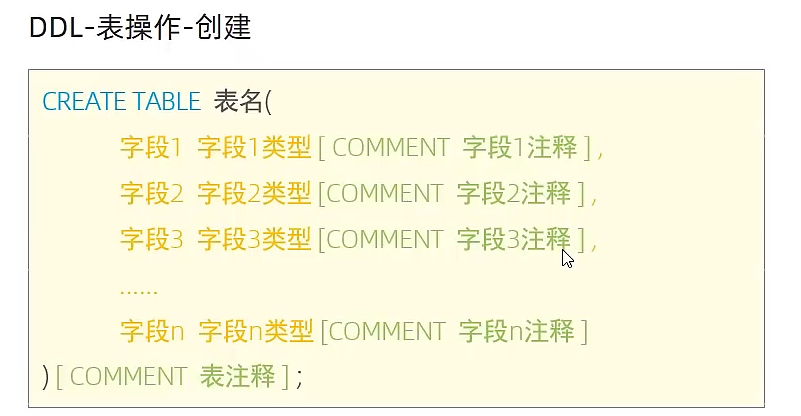 DDL-表操作-创建
CREATE TABLE 表名(
字段1 字段1类型 [ COMMENT 字段1注释 ] ,
字段2 字段2类型 [COMMENT 字段2注释 ] ,
字段3 字段3类型 [COMMENT 字段3注释 ] ,
......
字段n 字段n类型 [COMMENT 字段n注释 ]
) [ COMMENT 表注释 ] ;